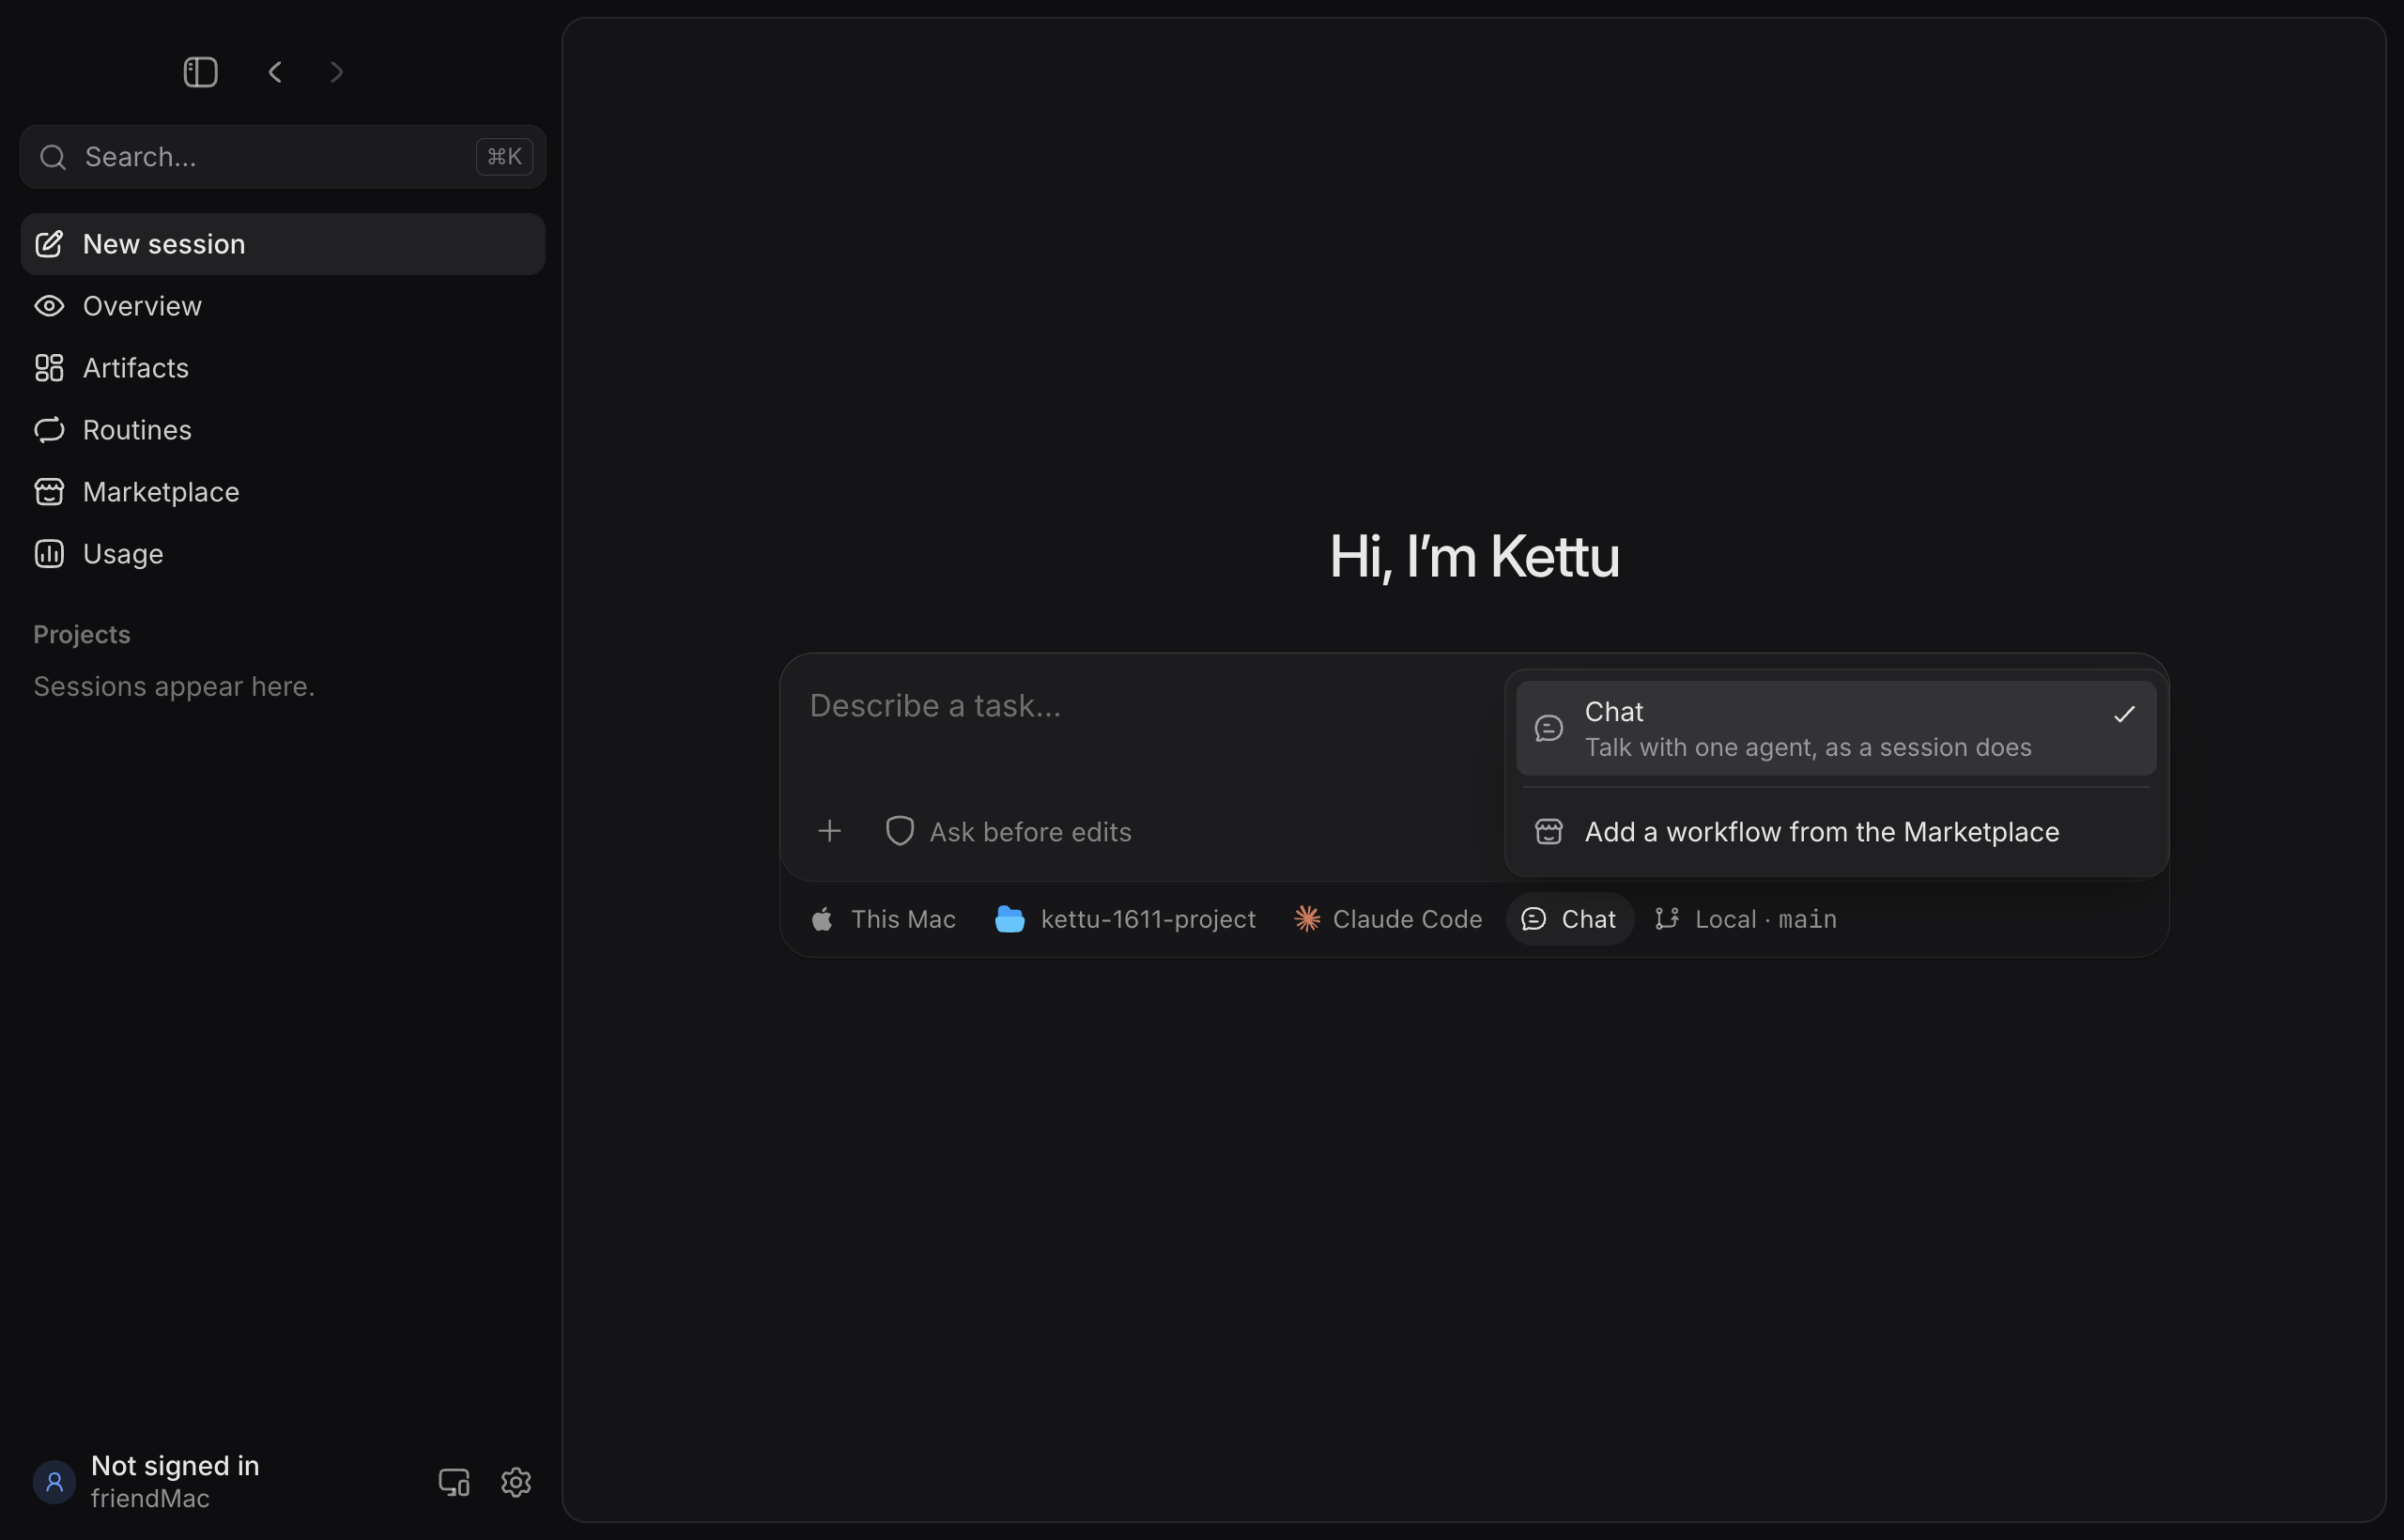 Search...
⌘K
New session
Overview
Artifacts
Routines
Marketplace
Usage
Projects
Sessions appear here.
Hi, I’m Kettu
Describe a task...
Chat
Talk with one agent, as a session does
Add a workflow from the Marketplace
Ask before edits
This Mac
kettu-1611-project
Claude Code
Chat
Local · main
Not signed in
friendMac